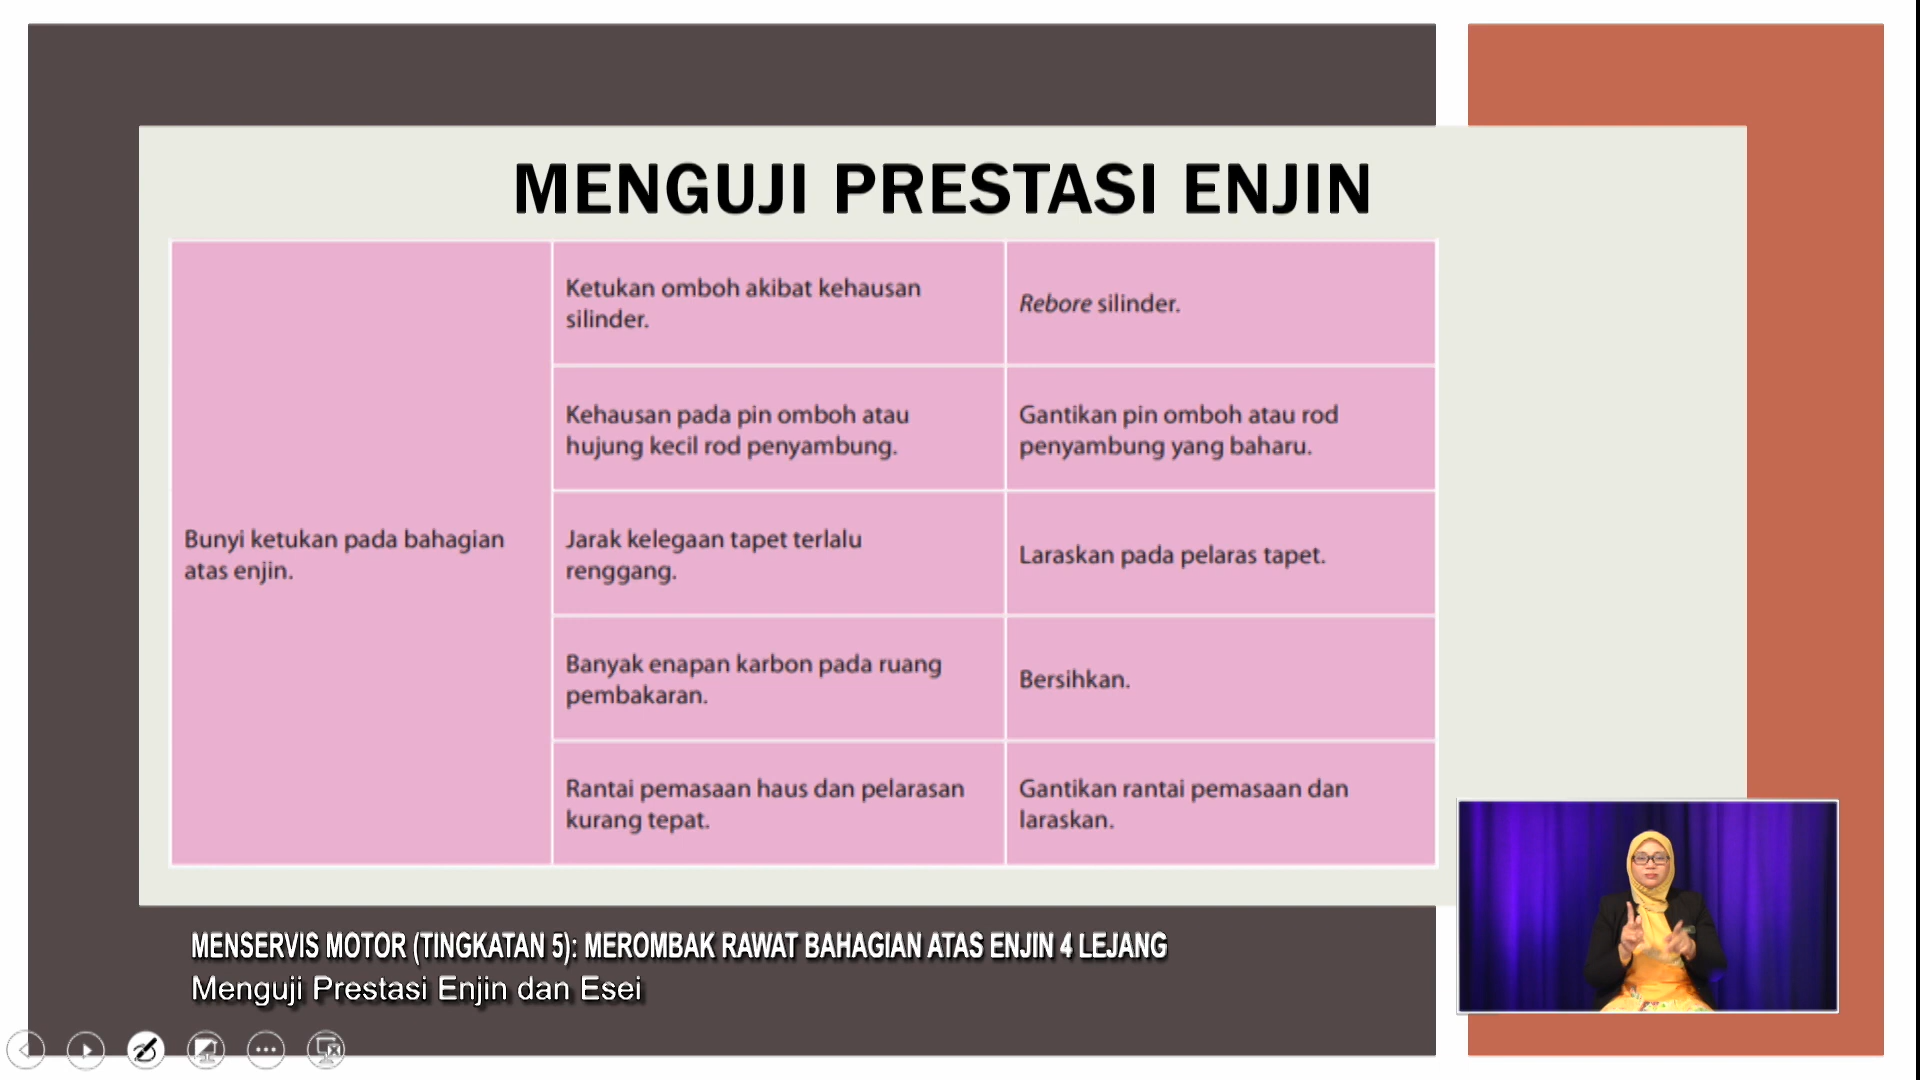 MENGUJI PRESTASI ENJIN
Bunyi ketukan pada bahagian
atas enjin.
Ketukan omboh akibat kehausan
silinder.
Rebore silinder.
Kehausan pada pin omboh atau
hujung kecil rod penyambung.
Gantikan pin omboh atau rod
penyambung yang baharu.
Jarak kelegaan tapet terlalu
renggang.
Laraskan pada pelaras tapet.
Banyak enapan karbon pada ruang
pembakaran.
Bersihkan.
Rantai pemasaan haus dan pelarasan
kurang tepat.
Gantikan rantai pemasaan dan
laraskan.
MENSERVIS MOTOR (TINGKATAN 5): MEROMBAK RAWAT BAHAGIAN ATAS ENJIN 4 LEJANG
Menguji Prestasi Enjin dan Esei